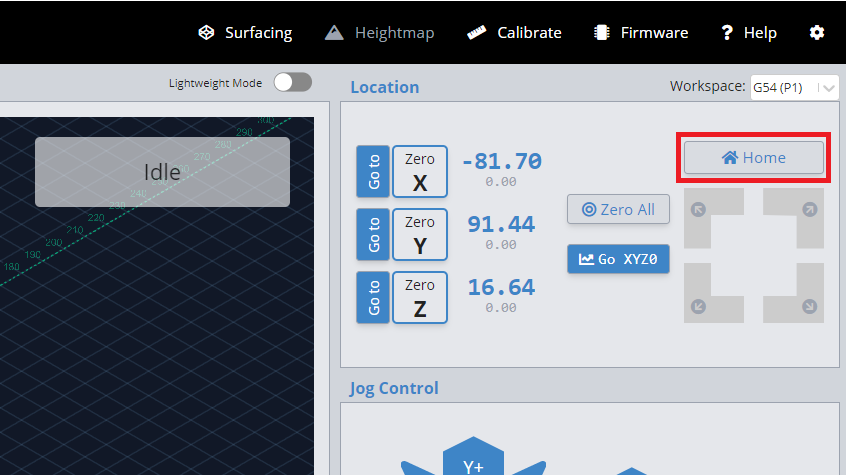 Surfacing Heightmap Calibrate Firmware Help
Lightweight Mode
Location
Workspace: G54 (P1)
Idle
300
290
280
270
260
250
240
230
220
210
200
190
180
Go to
Zero
X
-81.70
0.00
Home
Go to
Zero
Y
91.44
0.00
Zero All
Go XYZ0
Go to
Zero
Z
16.64
0.00
Jog Control
Y+